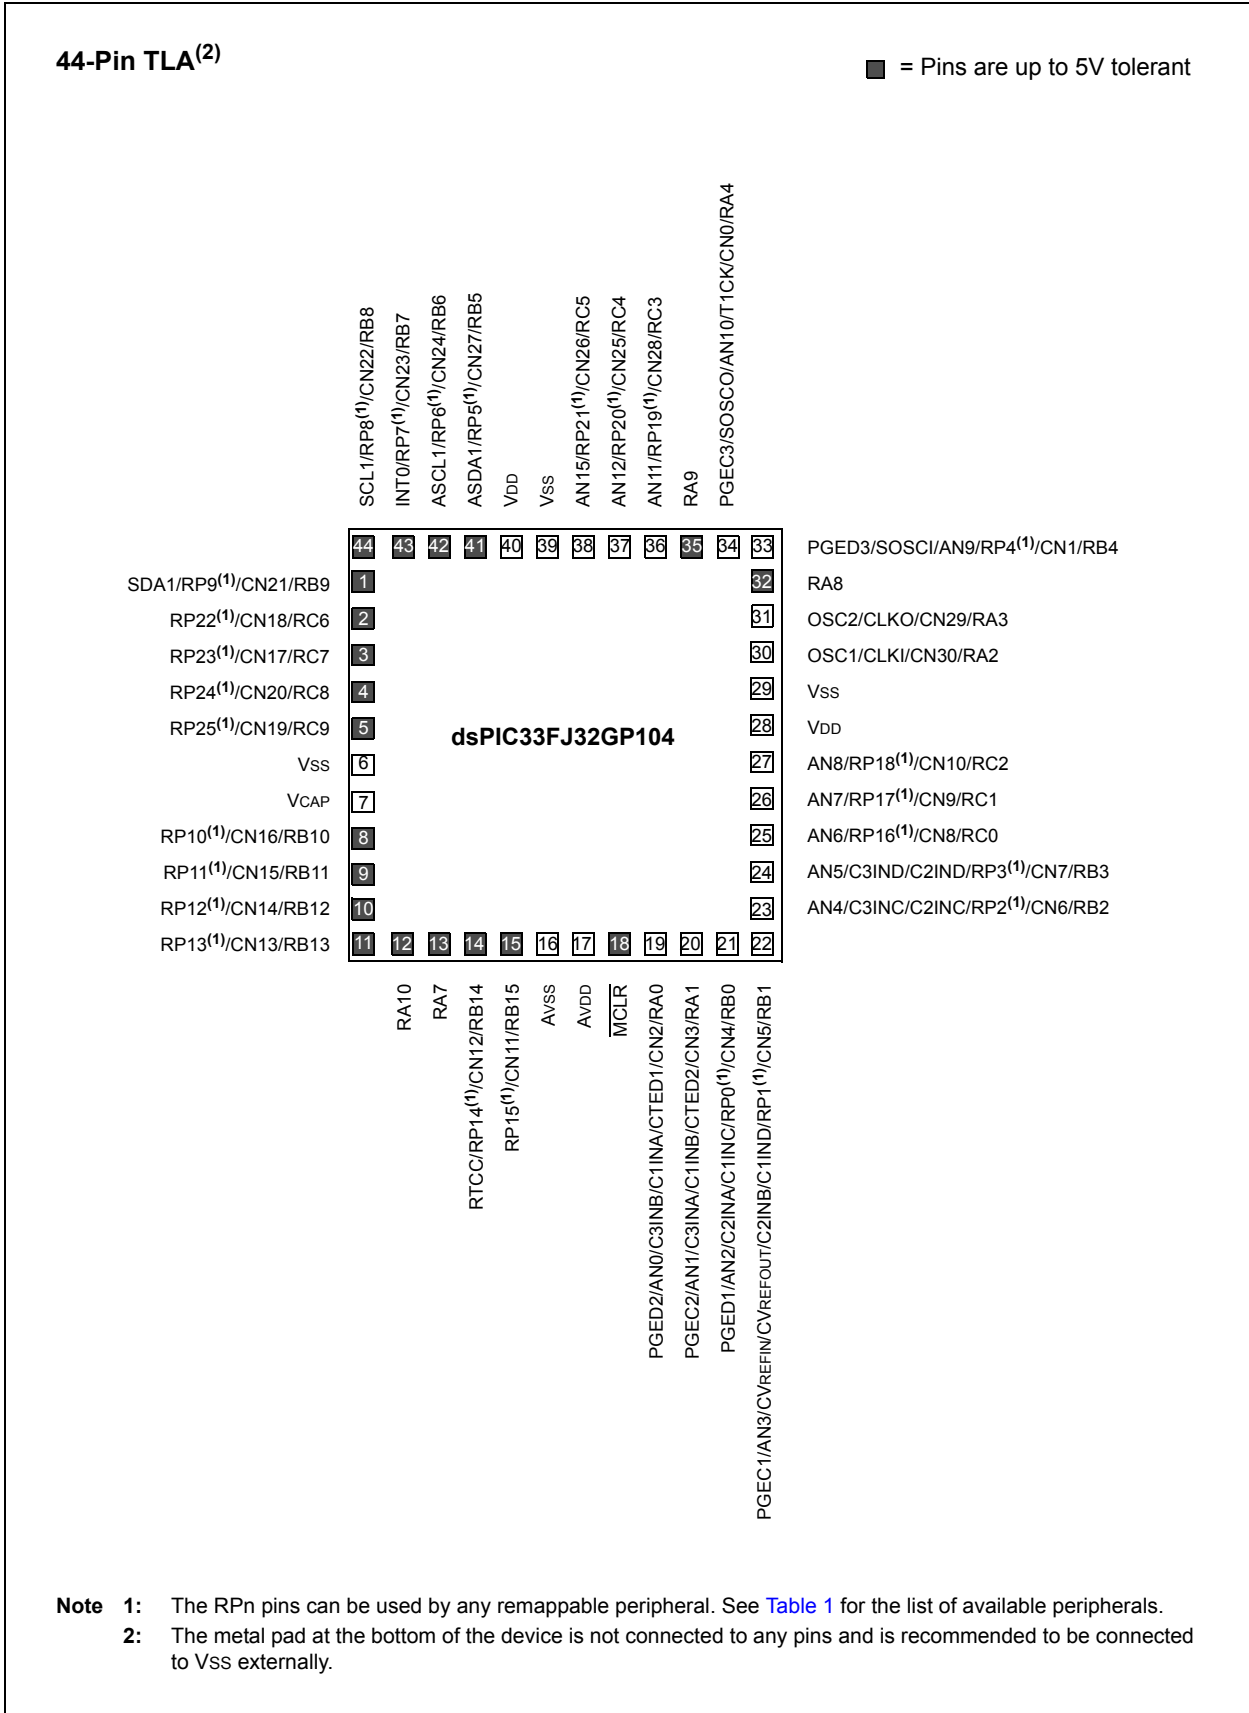 44-Pin TLA(2)
= Pins are up to 5V tolerant
SCL1/RP8(1)/CN22/RB8
INT0/RP7(1)/CN23/RB7
ASCL1/RP6(1)/CN24/RB6
ASDA1/RP5(1)/CN27/RB5
VDD
VSS
AN15/RP21(1)/CN26/RC5
AN12/RP20(1)/CN25/RC4
AN11/RP19(1)/CN28/RC3
RA9
PGEC3/SOSCO/AN10/T1CK/CN0/RA4
44 43 42 41 40 39 38 37 36 35 34 33 PGED3/SOSCI/AN9/RP4(1)/CN1/RB4
SDA1/RP9(1)/CN21/RB9 1 32 RA8
RP22(1)/CN18/RC6 2 31 OSC2/CLKO/CN29/RA3
RP23(1)/CN17/RC7 3 30 OSC1/CLKI/CN30/RA2
RP24(1)/CN20/RC8 4 29 VSS
RP25(1)/CN19/RC9 5 28 VDD
dsPIC33FJ32GP104
VSS 6 27 AN8/RP18(1)/CN10/RC2
VCAP 7 26 AN7/RP17(1)/CN9/RC1
RP10(1)/CN16/RB10 8 25 AN6/RP16(1)/CN8/RC0
RP11(1)/CN15/RB11 9 24 AN5/C3IND/C2IND/RP3(1)/CN7/RB3
RP12(1)/CN14/RB12 10 23 AN4/C3INC/C2INC/RP2(1)/CN6/RB2
RP13(1)/CN13/RB13 11 12 13 14 15 16 17 18 19 20 21 22
RA10
RA7
RTCC/RP14(1)/CN12/RB14
RP15(1)/CN11/RB15
AVSS
AVDD
MCLR
PGED2/AN0/C3INB/C1INA/CTED1/CN2/RA0
PGEC2/AN1/C3INA/C1INB/CTED2/CN3/RA1
PGED1/AN2/C2INA/C1INC/RP0(1)/CN4/RB0
PGEC1/AN3/CVREFIN/CVREFOUT/C2INB/C1IND/RP1(1)/CN5/RB1
Note 1: The RPn pins can be used by any remappable peripheral. See Table 1 for the list of available peripherals.
2: The metal pad at the bottom of the device is not connected to any pins and is recommended to be connected
to VSS externally.